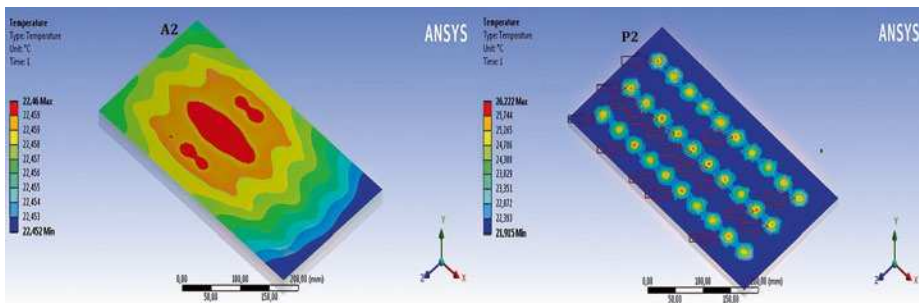 Temperature
Type: Temperature
Unit: °C
Time: 1
A2
ANSYS
22,46 Max
22,459
22,459
22,458
22,457
22,456
22,455
22,454
22,453
22,452 Min
0,00
100,00
200,00 (mm)
50,00
150,00
Y
Z
X
Temperature
Type: Temperature
Unit: °C
Time: 1
P2
ANSYS
26,222 Max
25,744
25,265
24,786
24,308
23,829
23,351
22,872
22,393
21,915 Min
0,00
100,00
50,00
150,00
Y
Z
X